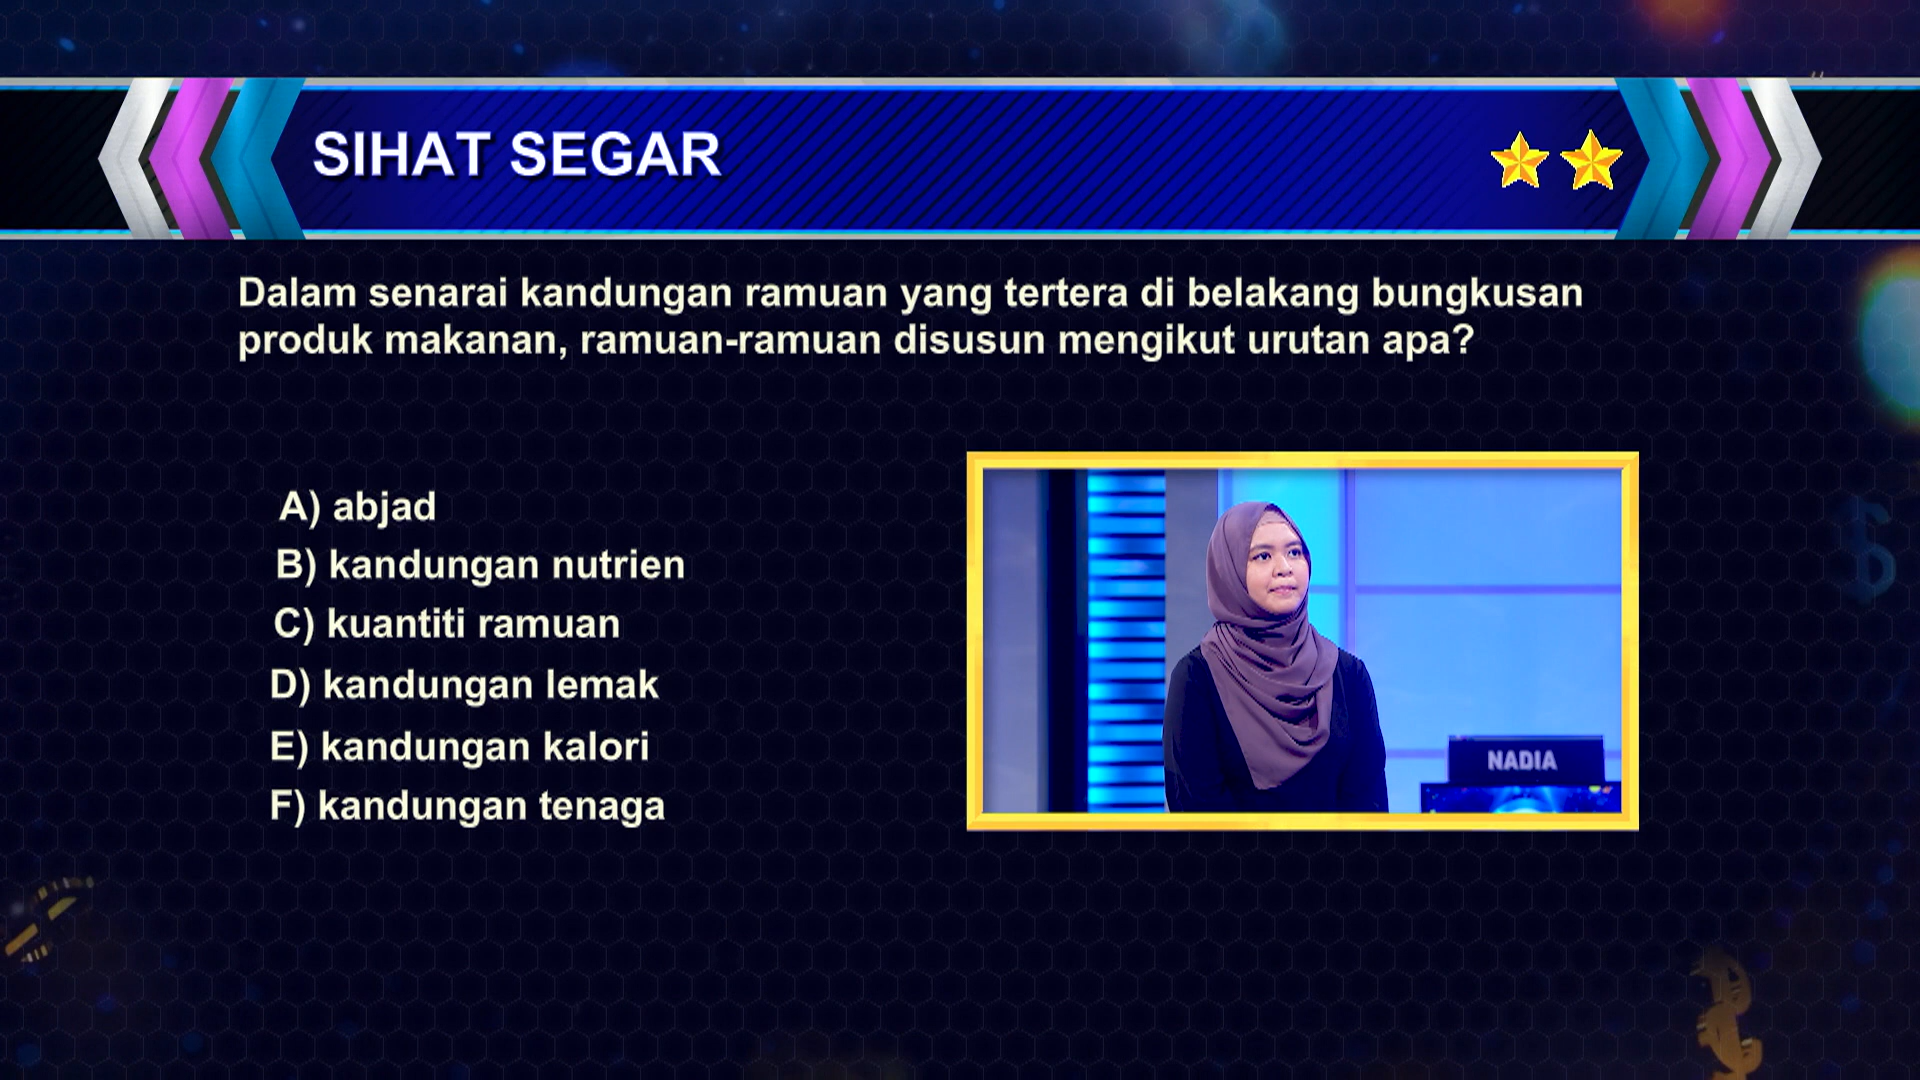 SIHAT SEGAR
Dalam senarai kandungan ramuan yang tertera di belakang bungkusan
produk makanan, ramuan-ramuan disusun mengikut urutan apa?
A) abjad
B) kandungan nutrien
C) kuantiti ramuan
D) kandungan lemak
E) kandungan kalori
F) kandungan tenaga
NADIA